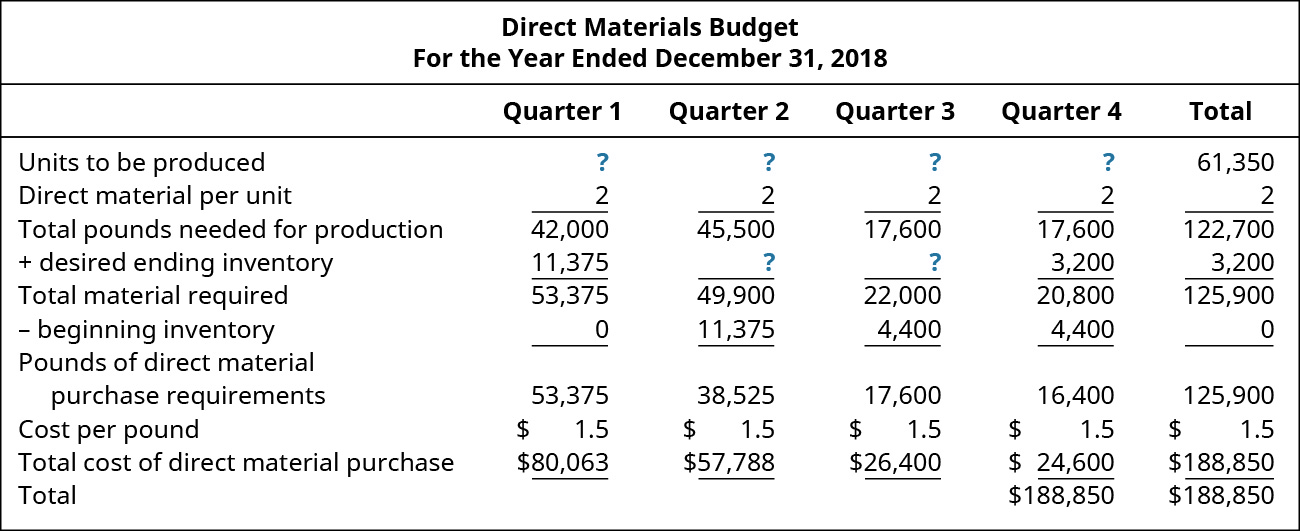 Direct Materials Budget
For the Year Ended December 31, 2018
Quarter 1 Quarter 2 Quarter 3 Quarter 4 Total
Units to be produced ? ? ? ? 61,350
Direct material per unit 2 2 2 2 2
Total pounds needed for production 42,000 45,500 17,600 17,600 122,700
+ desired ending inventory 11,375 ? ? 3,200 3,200
Total material required 53,375 49,900 22,000 20,800 125,900
– beginning inventory 0 11,375 4,400 4,400 0
Pounds of direct material
purchase requirements 53,375 38,525 17,600 16,400 125,900
Cost per pound $ 1.5 $ 1.5 $ 1.5 $ 1.5 $ 1.5
Total cost of direct material purchase $80,063 $57,788 $26,400 $ 24,600 $188,850
Total $188,850 $188,850